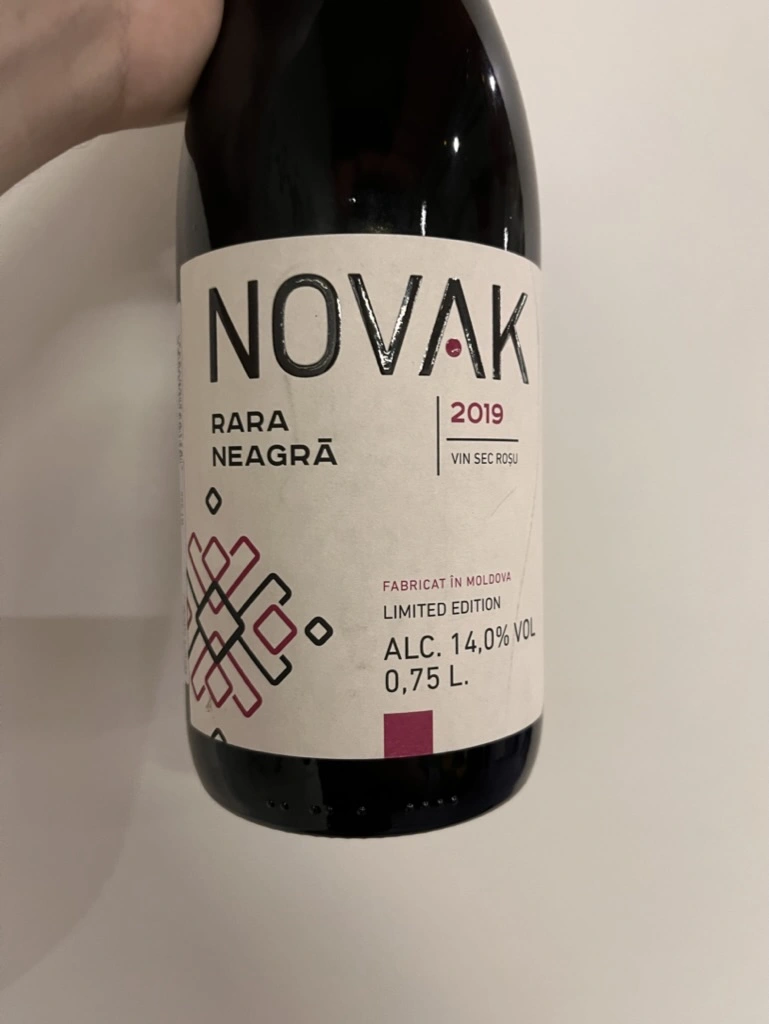 NOVAK
RARA
NEAGRĀ
2019
VIN SEC ROȘU
FABRICAT ÎN MOLDOVA
LIMITED EDITION
ALC. 14,0% VOL
0,75 L.